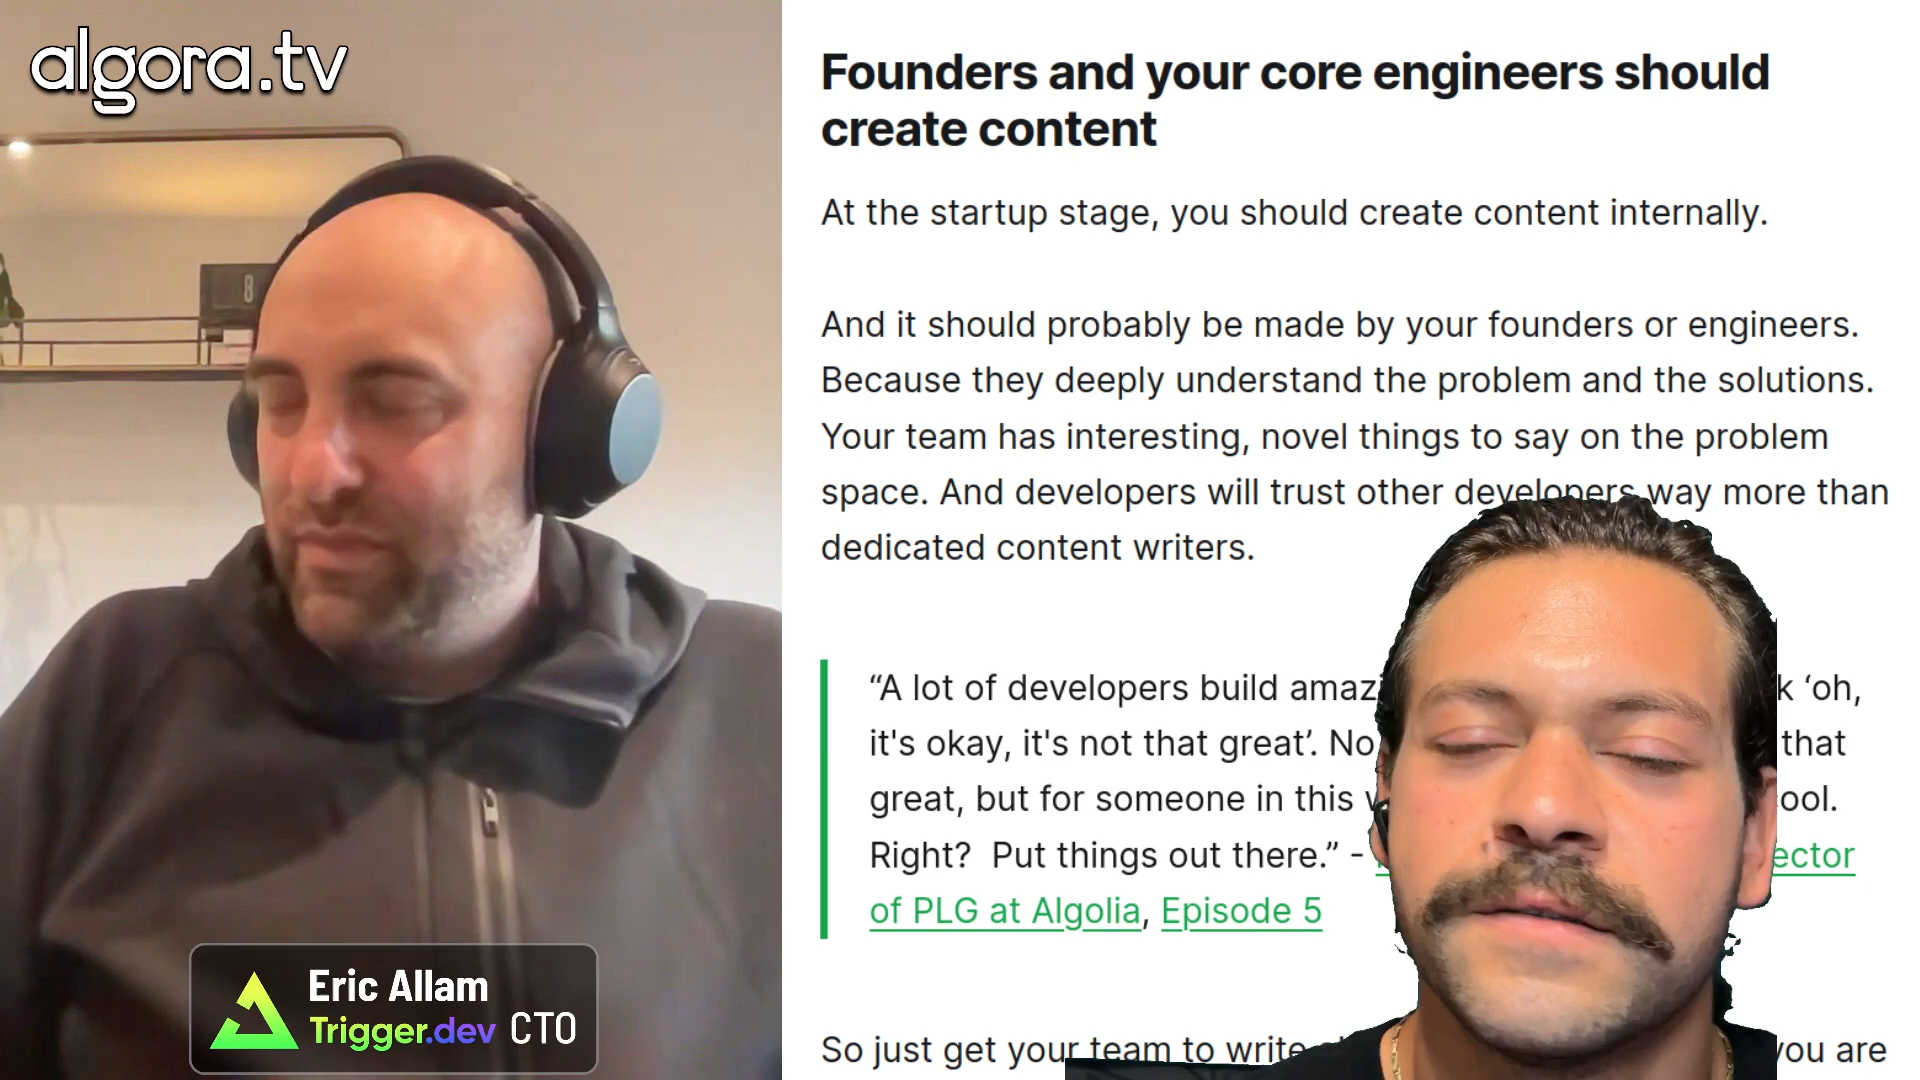 algora.tv
8
Eric Allam
Trigger.dev CTO
Founders and your core engineers should
create content
At the startup stage, you should create content internally.
And it should probably be made by your founders or engineers.
Because they deeply understand the problem and the solutions.
Your team has interesting, novel things to say on the problem
space. And developers will trust other developers way more than
dedicated content writers.
“A lot of developers build ‘oh,
it's okay, it's not that great’. that
great, but for someone in this
Right? Put things out there.” -
of PLG at Algolia, Episode 5
So just get your team to write you are